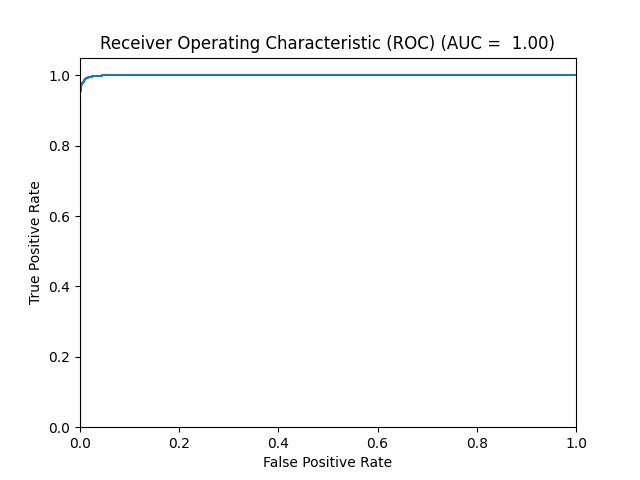 Receiver Operating Characteristic (ROC) (AUC =  1.00)
1.0
0.8
0.6
0.4
0.2
0.0
True Positive Rate
0.0 0.2 0.4 0.6 0.8 1.0
False Positive Rate